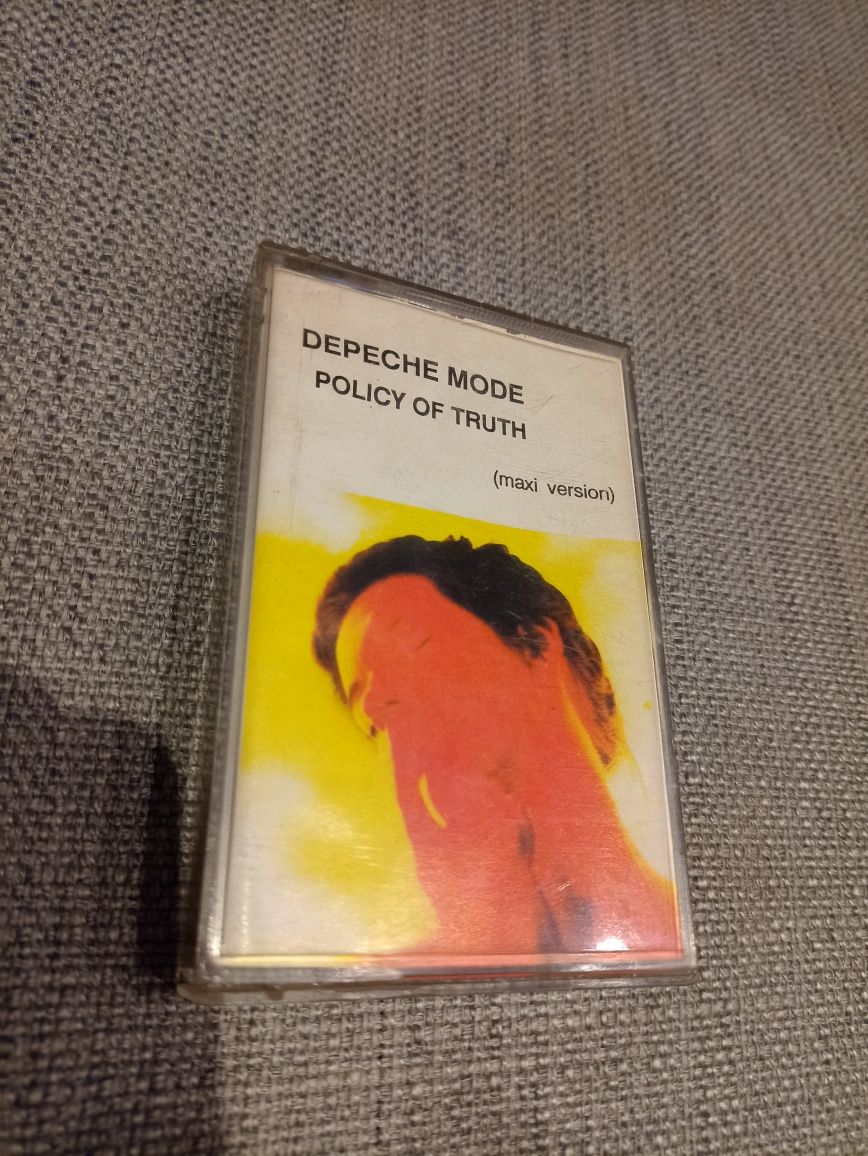 DEPECHE MODE
POLICY OF TRUTH
(maxi version)